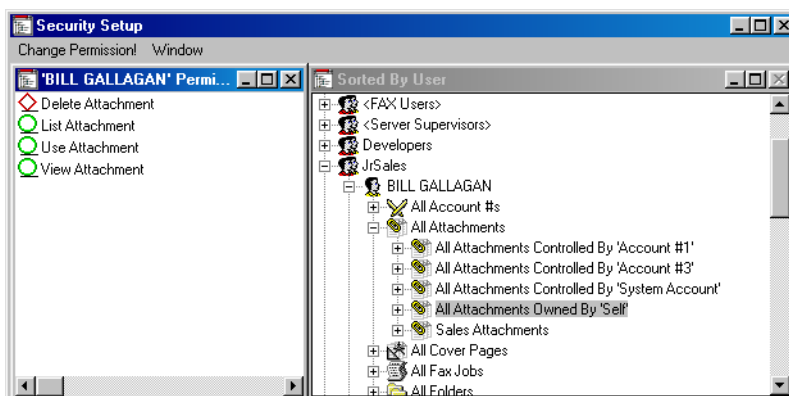 Security Setup
Change Permission! Window
'BILL GALLAGAN' Permi...
Delete Attachment
List Attachment
Use Attachment
View Attachment
Sorted By User
<FAX Users>
<Server Supervisors>
Developers
JrSales
BILL GALLAGAN
All Account #s
All Attachments
All Attachments Controlled By 'Account #1'
All Attachments Controlled By 'Account #3'
All Attachments Controlled By 'System Account'
All Attachments Owned By 'Self'
Sales Attachments
All Cover Pages
All Fax Jobs
All Folders